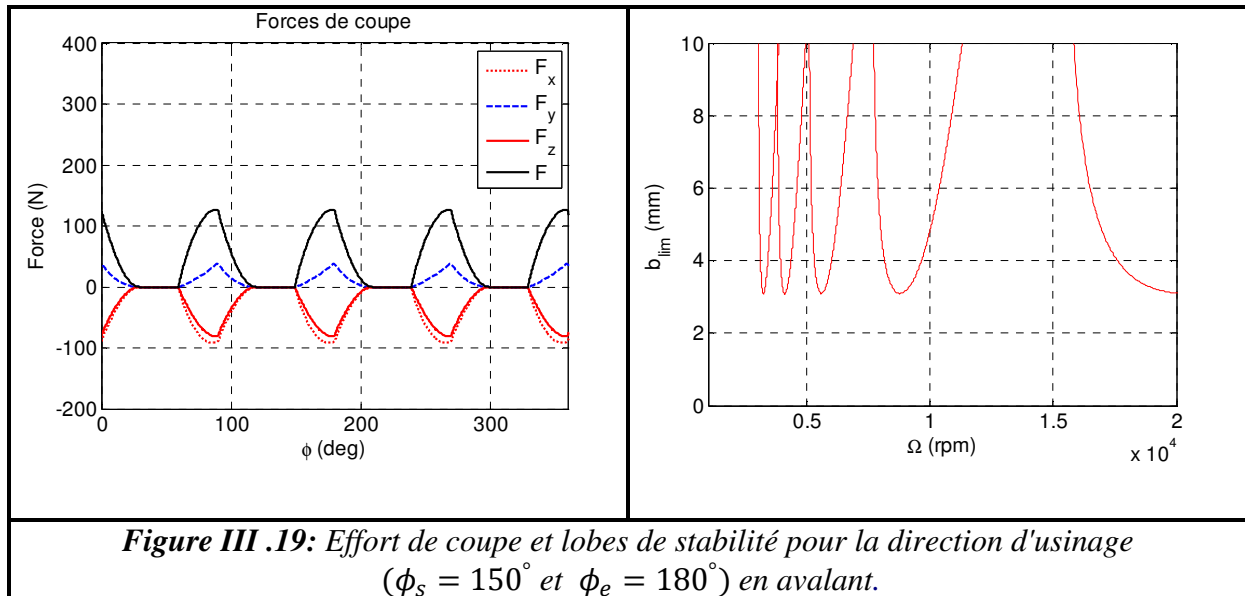 Forces de coupe
400
300
200
100
0
-100
-200
Force (N)
0
100
200
300
ϕ (deg)
F_x
F_y
F_z
F
10
8
6
4
2
0
b_lim (mm)
0.5
1
1.5
2
x 10^4
Ω (rpm)
Figure III .19: Effort de coupe et lobes de stabilité pour la direction d'usinage
(ϕ_s = 150° et ϕ_e = 180°) en avalant.